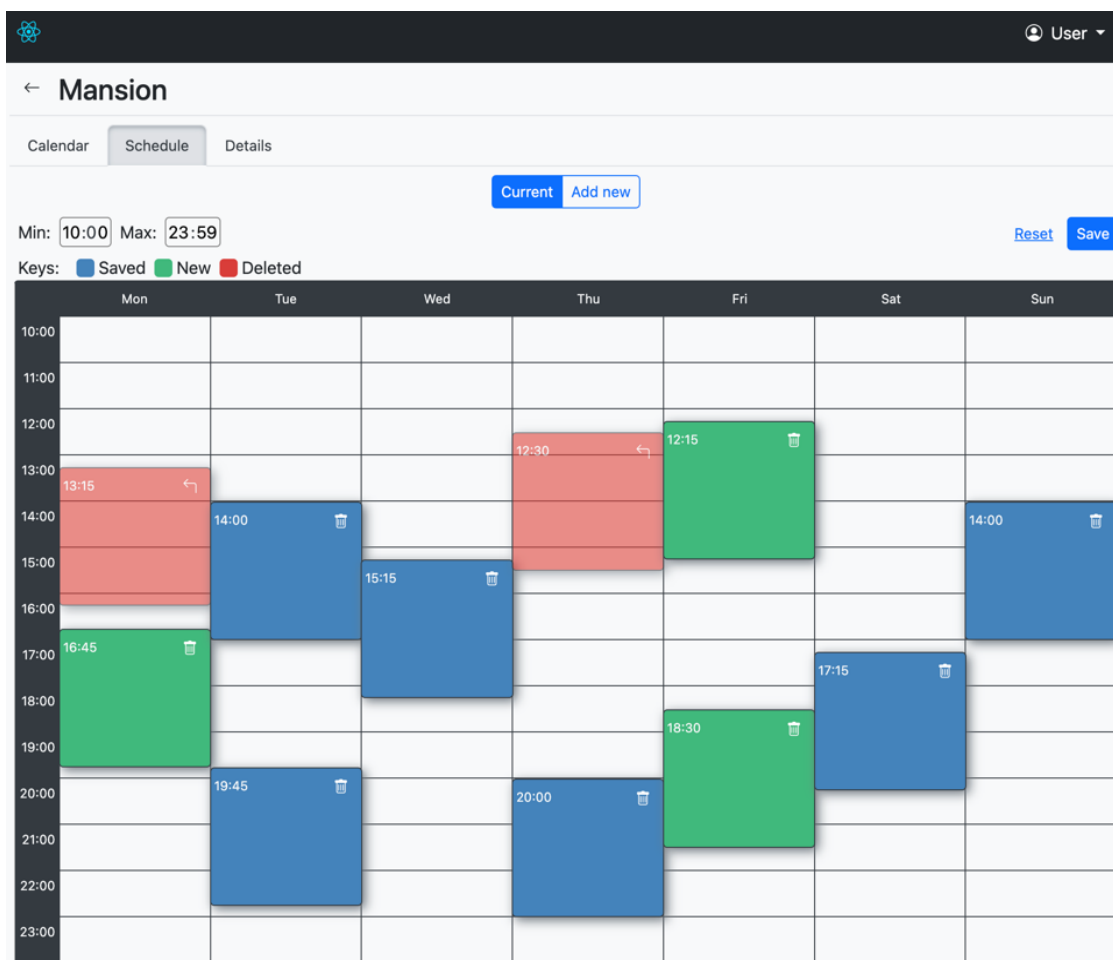 User
Mansion
Calendar Schedule Details
Current Add new
Min: 10:00 Max: 23:59 Reset Save
Keys: Saved New Deleted
Mon Tue Wed Thu Fri Sat Sun
10:00
11:00
12:00
12:30 12:15
13:00
13:15
14:00 14:00 14:00
15:00
15:15
16:00
16:45
17:00
17:15
18:00
18:30
19:00
19:45
20:00 20:00
21:00
22:00
23:00